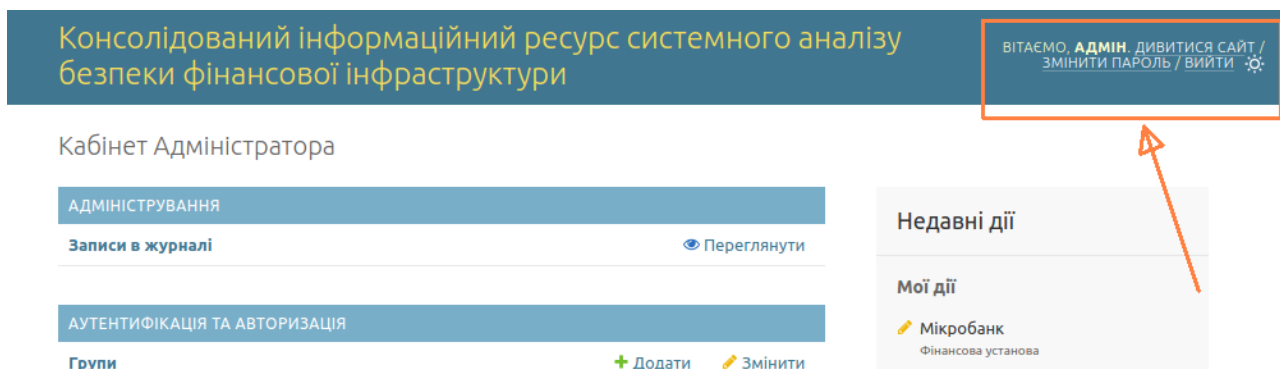 Консолідований інформаційний ресурс системного аналізу
безпеки фінансової інфраструктури
ВІТАЄМО, АДМІН. ДИВИТИСЯ САЙТ /
ЗМІНИТИ ПАРОЛЬ / ВИЙТИ
Кабінет Адміністратора
АДМІНІСТРУВАННЯ
Записи в журналі Переглянути
АУТЕНТИФІКАЦІЯ ТА АВТОРИЗАЦІЯ
Групи Додати Змінити
Недавні дії
Мої дії
Мікробанк
Фінансова установа